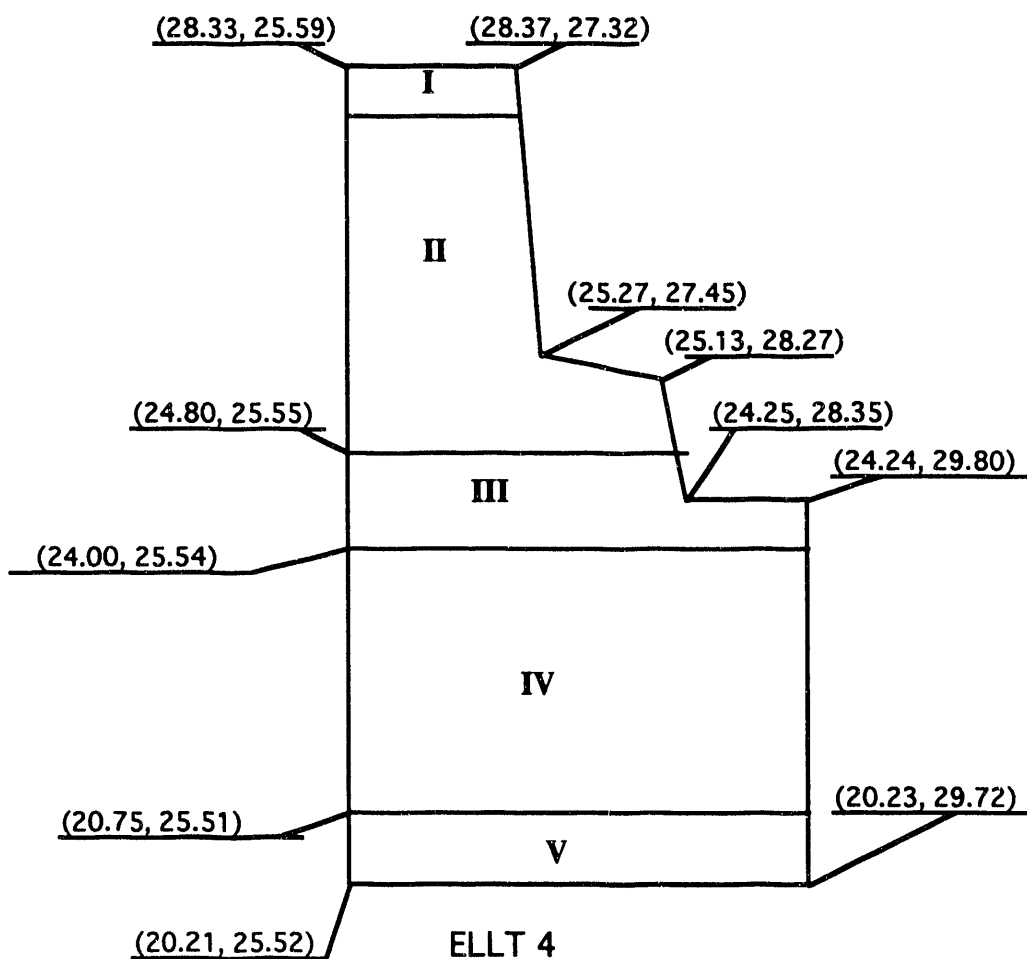 (28.33, 25.59) (28.37, 27.32)
I
II
(25.27, 27.45)
(25.13, 28.27)
(24.80, 25.55) (24.25, 28.35)
(24.24, 29.80)
III
(24.00, 25.54)
IV
(20.75, 25.51) (20.23, 29.72)
V
(20.21, 25.52) ELLT 4